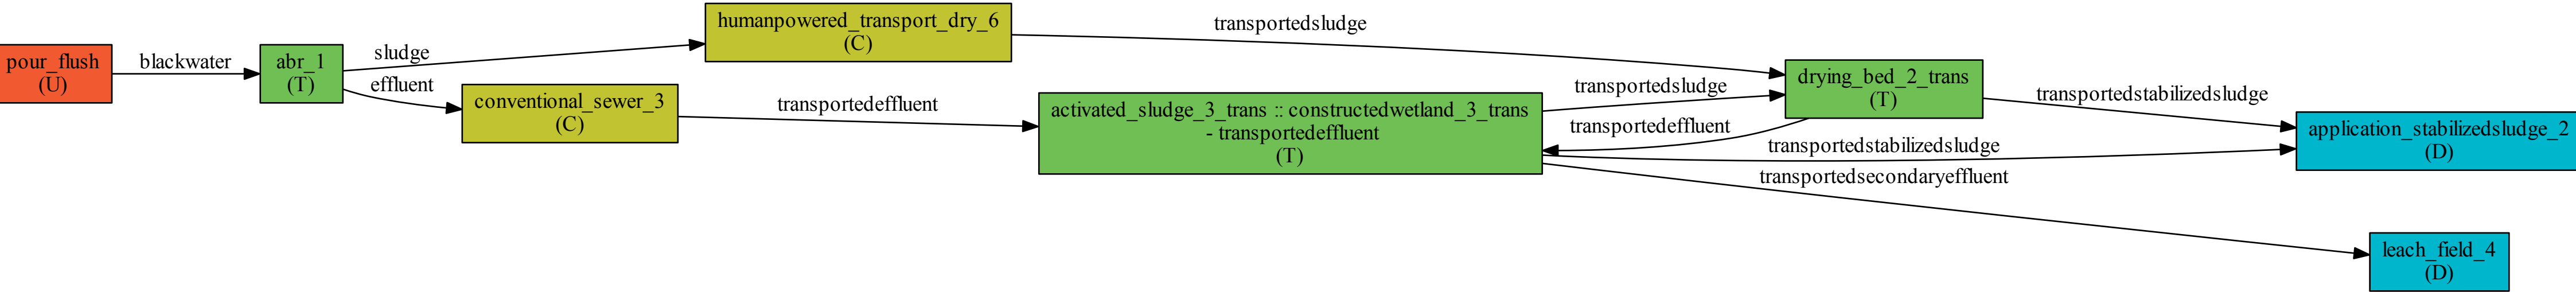 pour_flush
(U)
blackwater
abr_1
(T)
sludge
effluent
humanpowered_transport_dry_6
(C)
conventional_sewer_3
(C)
transportedsludge
transportedeffluent
activated_sludge_3_trans :: constructedwetland_3_trans
- transportedeffluent
(T)
transportedsludge
transportedeffluent
drying_bed_2_trans
(T)
transportedstabilizedsludge
transportedstabilizedsludge
transportedsecondaryeffluent
application_stabilizedsludge_2
(D)
leach_field_4
(D)